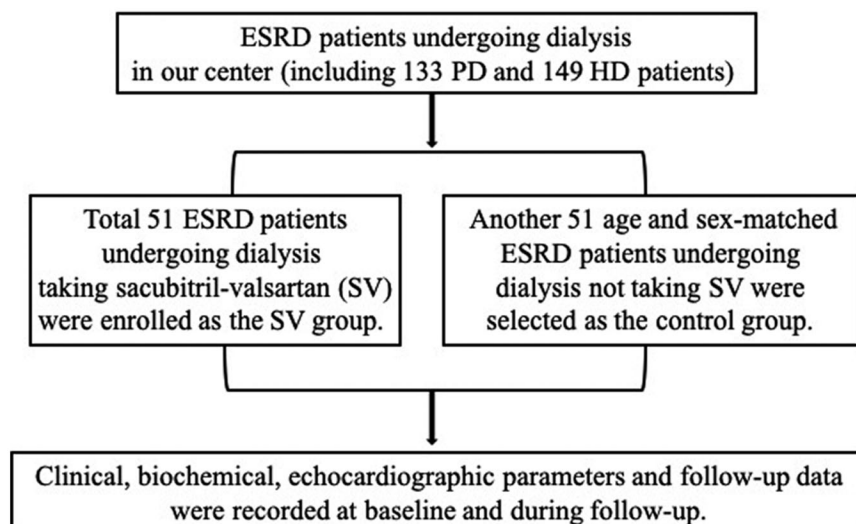 ESRD patients undergoing dialysis
in our center (including 133 PD and 149 HD patients)
Total 51 ESRD patients
undergoing dialysis
taking sacubitril-valsartan (SV)
were enrolled as the SV group.
Another 51 age and sex-matched
ESRD patients undergoing
dialysis not taking SV were
selected as the control group.
Clinical, biochemical, echocardiographic parameters and follow-up data
were recorded at baseline and during follow-up.